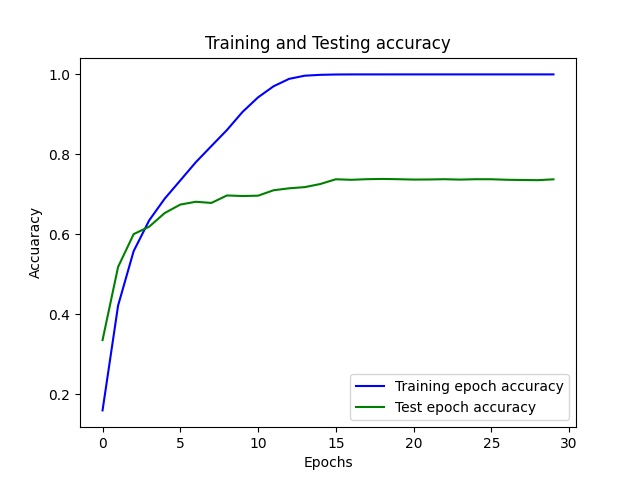 Training and Testing accuracy
1.0
0.8
0.6
0.4
0.2
Accuaracy
0 5 10 15 20 25 30
Epochs
Training epoch accuracy
Test epoch accuracy